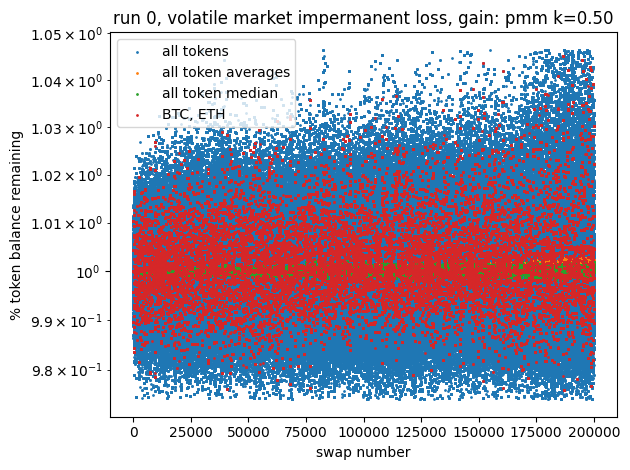 run 0, volatile market impermanent loss, gain: pmm k=0.50
1.05 × 10⁰
1.04 × 10⁰
1.03 × 10⁰
1.02 × 10⁰
1.01 × 10⁰
10⁰
9.9 × 10⁻¹
9.8 × 10⁻¹
% token balance remaining
all tokens
all token averages
all token median
BTC, ETH
0 25000 50000 75000 100000 125000 150000 175000 200000
swap number